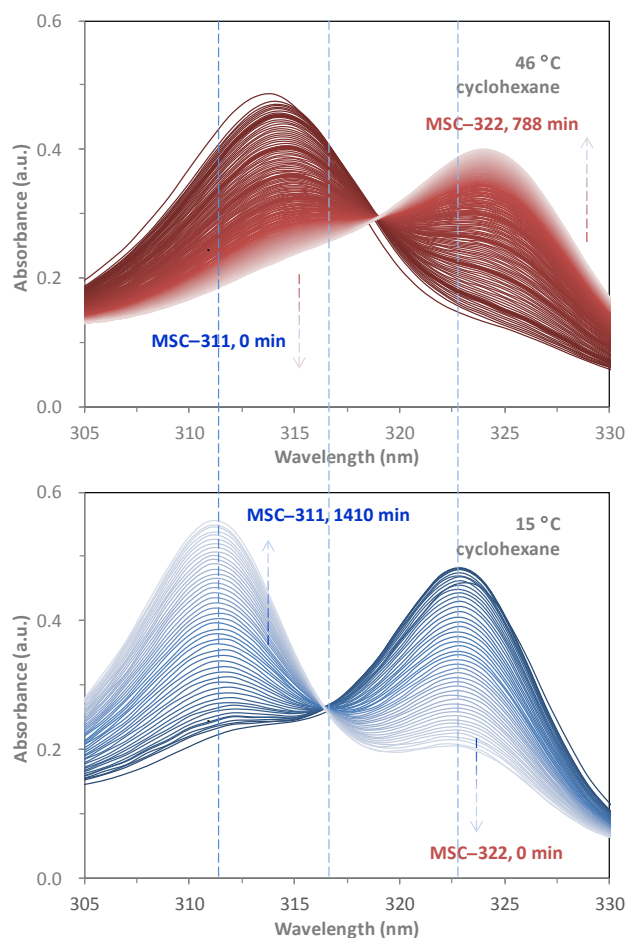 0.6
46 °C
cyclohexane
MSC–322, 788 min
0.4
Absorbance (a.u.)
0.2
MSC–311, 0 min
0.0
305
310
315
320
325
330
Wavelength (nm)
0.6
MSC–311, 1410 min
15 °C
cyclohexane
0.4
Absorbance (a.u.)
0.2
MSC–322, 0 min
0.0
305
310
315
320
325
330
Wavelength (nm)